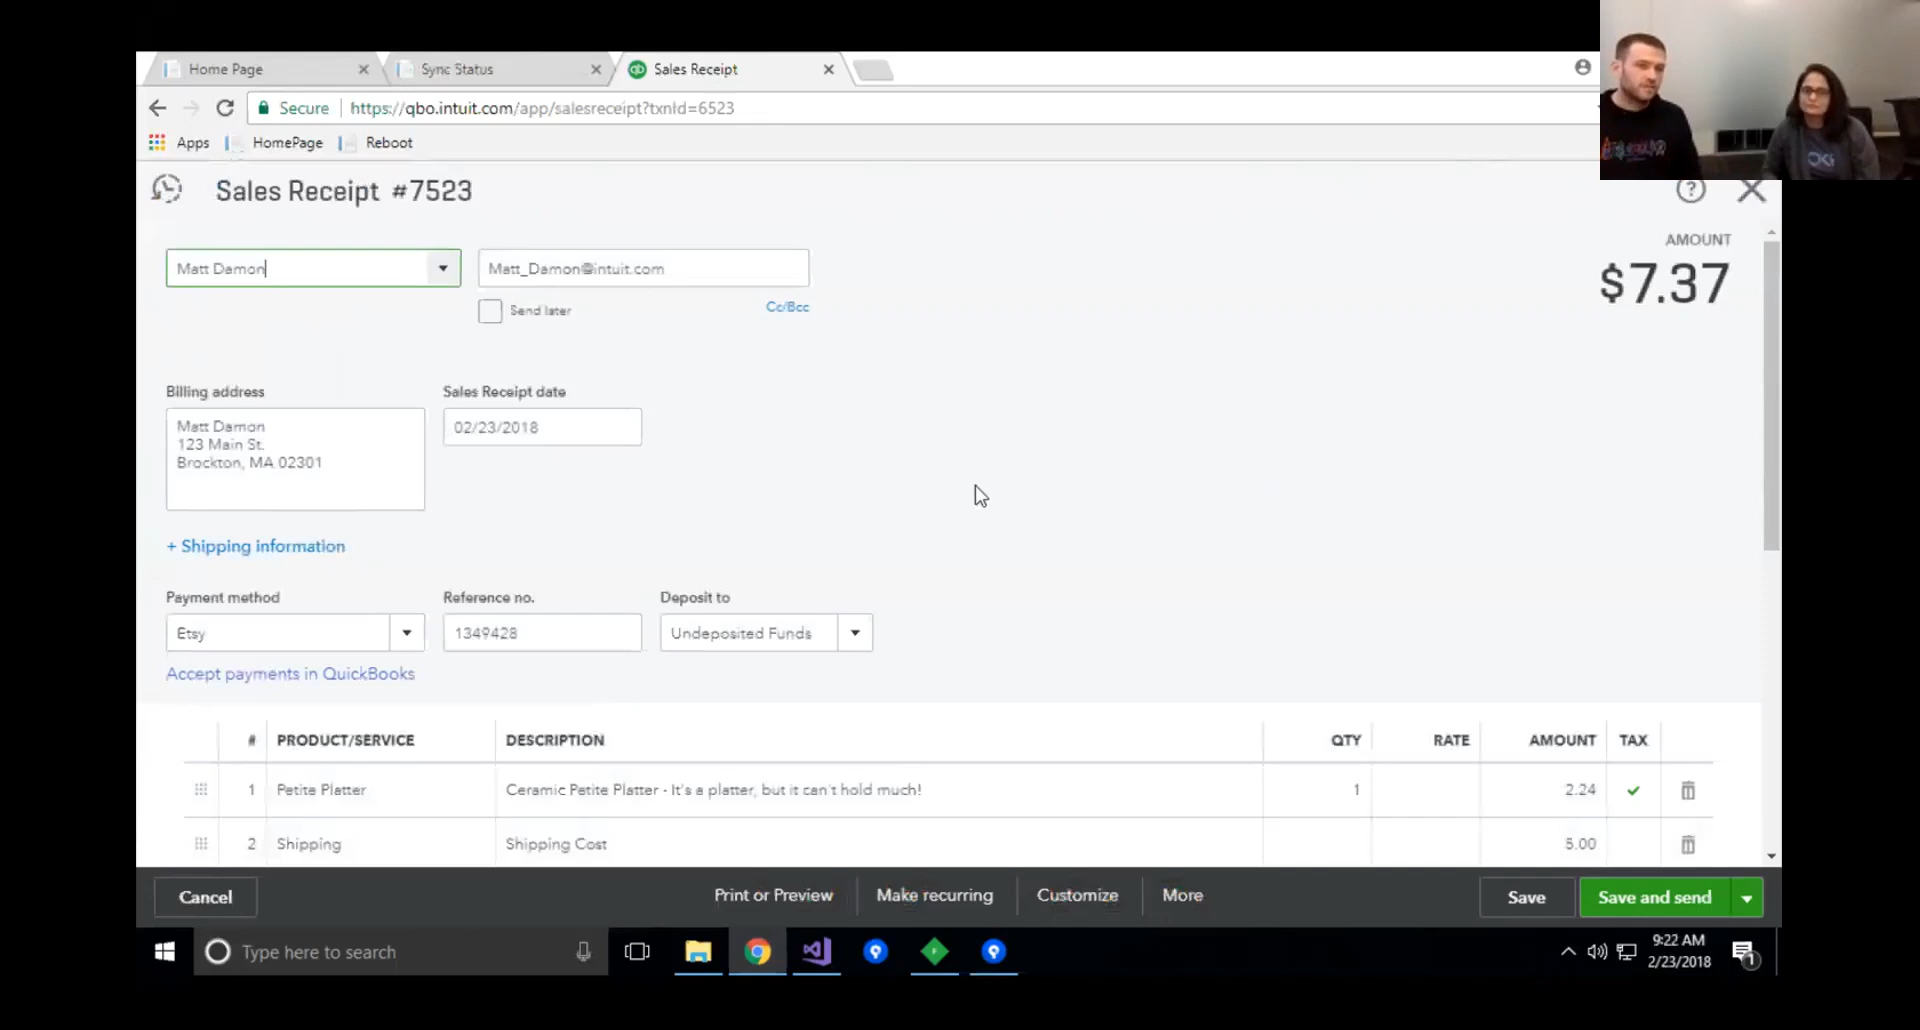 Home Page
Sync Status
qb Sales Receipt
Secure https://qbo.intuit.com/app/salesreceipt?txnId=6523
Apps HomePage Reboot
Sales Receipt #7523
?
AMOUNT
$7.37
Matt Damon
Matt_Damon@intuit.com
Send later
Cc/Bcc
Billing address
Sales Receipt date
Matt Damon
123 Main St.
Brockton, MA 02301
02/23/2018
+ Shipping information
Payment method
Reference no.
Deposit to
Etsy
1349428
Undeposited Funds
Accept payments in QuickBooks
# PRODUCT/SERVICE DESCRIPTION QTY RATE AMOUNT TAX
1 Petite Platter Ceramic Petite Platter - It's a platter, but it can't hold much! 1 2.24
2 Shipping Shipping Cost 5.00
Cancel
Print or Preview
Make recurring
Customize
More
Save
Save and send
Type here to search
9:22 AM
2/23/2018
1